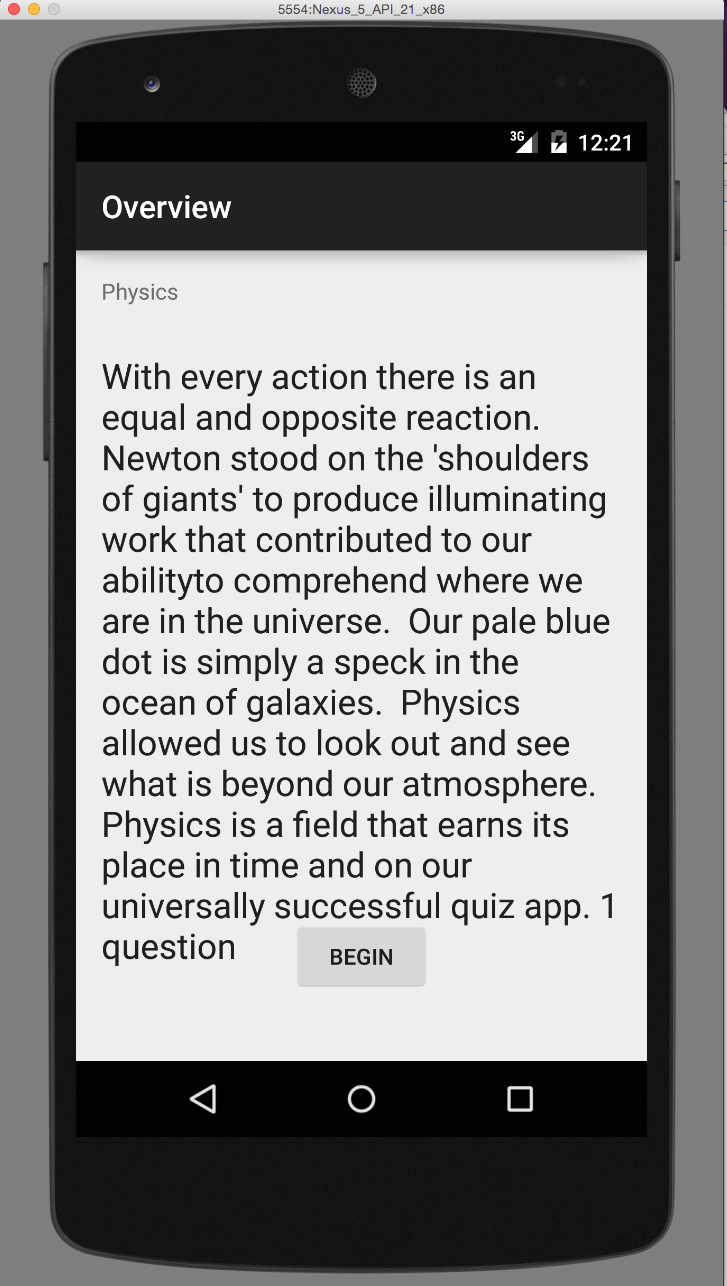 5554:Nexus_5_API_21_x86
3G 12:21
Overview
Physics
With every action there is an
equal and opposite reaction.
Newton stood on the 'shoulders
of giants' to produce illuminating
work that contributed to our
abilityto comprehend where we
are in the universe.  Our pale blue
dot is simply a speck in the
ocean of galaxies.  Physics
allowed us to look out and see
what is beyond our atmosphere.
Physics is a field that earns its
place in time and on our
universally successful quiz app. 1
question
BEGIN